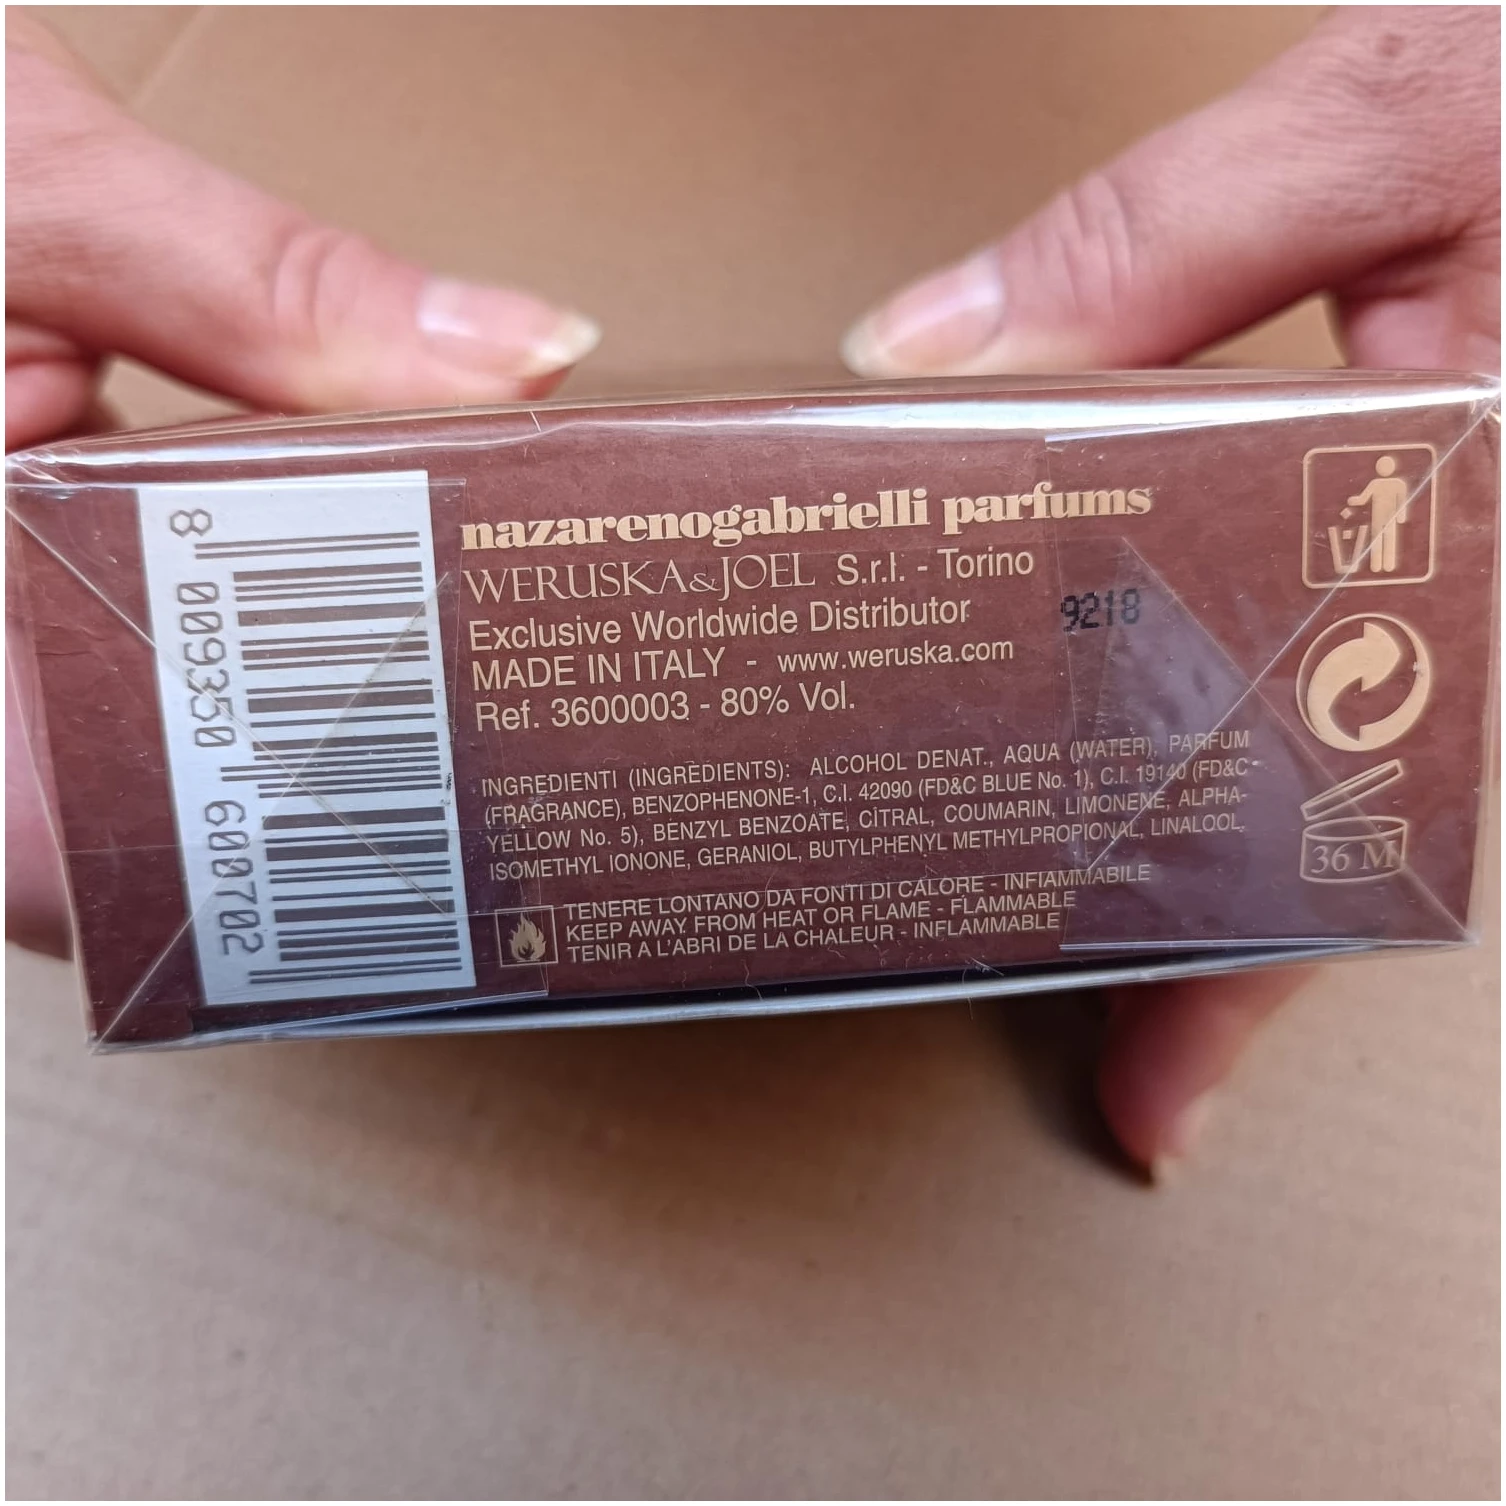 8 009350 600702
nazarenogabrielli parfums
WERUSKA&JOEL S.r.l. - Torino
Exclusive Worldwide Distributor
MADE IN ITALY - www.weruska.com
Ref. 3600003 - 80% Vol.
9218
INGREDIENTI (INGREDIENTS): ALCOHOL DENAT., AQUA (WATER), PARFUM
(FRAGRANCE), BENZOPHENONE-1, C.I. 42090 (FD&C BLUE No. 1), C.I. 19140 (FD&C
YELLOW No. 5), BENZYL BENZOATE, CITRAL, COUMARIN, LIMONENE, ALPHA-
ISOMETHYL IONONE, GERANIOL, BUTYLPHENYL METHYLPROPIONAL, LINALOOL.
TENERE LONTANO DA FONTI DI CALORE - INFIAMMABILE
KEEP AWAY FROM HEAT OR FLAME - FLAMMABLE
TENIR A L'ABRI DE LA CHALEUR - INFLAMMABLE
36 M